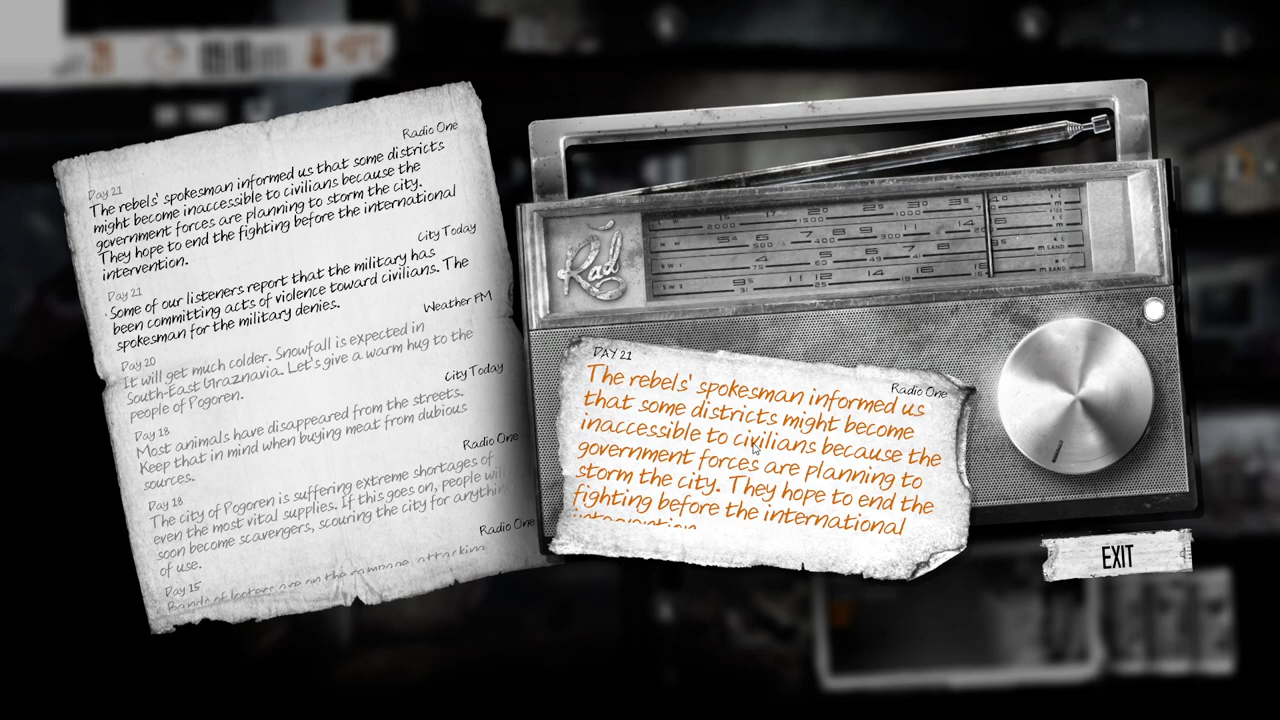 Radio One
Day 21
The rebels' spokesman informed us that some districts
might become inaccessible to civilians because the
government forces are planning to storm the city.
They hope to end the fighting before the international
intervention.
City Today
Day 21
Some of our listeners report that the military has
been committing acts of violence toward civilians. The
spokesman for the military denies.
Weather FM
Day 20
It will get much colder. Snowfall is expected in
South-East Graznavia. Let's give a warm hug to the
people of Pogoren.
City Today
Day 18
Most animals have disappeared from the streets.
Keep that in mind when buying meat from dubious
sources.
Radio One
Day 18
The city of Pogoren is suffering extreme shortages of
even the most vital supplies. If this goes on, people will
soon become scavengers, scouring the city for anything
of use.
Radio One
Day 15
Bands of looters are on the rampage, attacking
Rad
DAY 21
Radio One
The rebels' spokesman informed us
that some districts might become
inaccessible to civilians because the
government forces are planning to
storm the city. They hope to end the
fighting before the international
intervention
EXIT